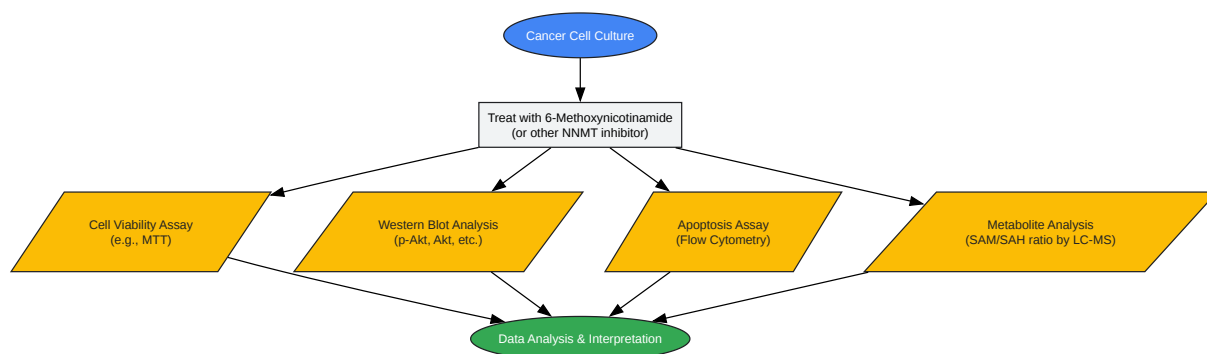 Cancer Cell Culture
Treat with 6-Methoxynicotinamide
(or other NNMT inhibitor)
Cell Viability Assay
(e.g., MTT)
Western Blot Analysis
(p-Akt, Akt, etc.)
Apoptosis Assay
(Flow Cytometry)
Metabolite Analysis
(SAM/SAH ratio by LC-MS)
Data Analysis & Interpretation